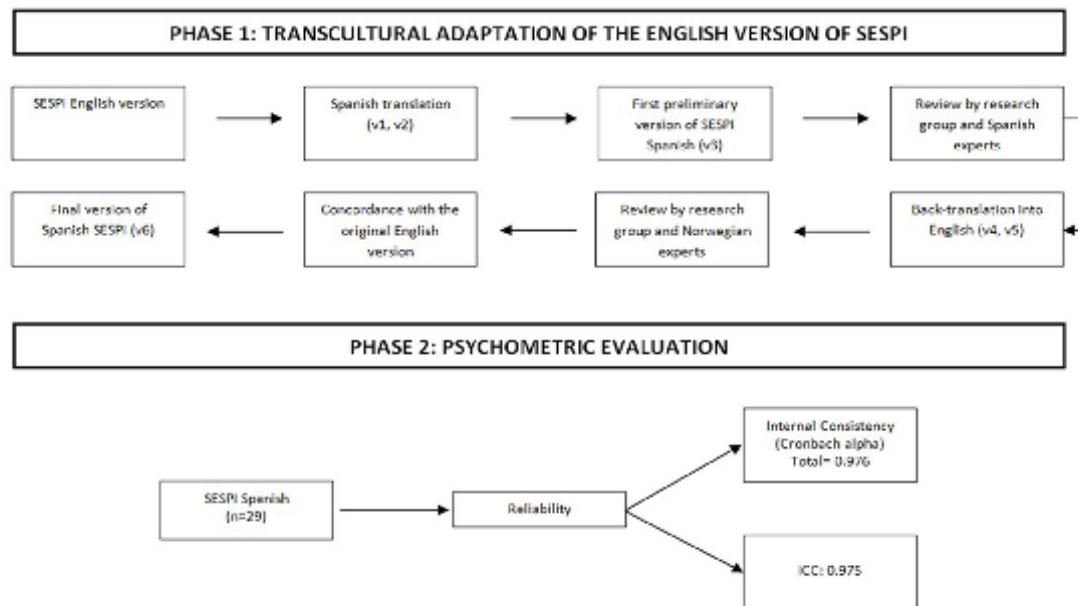 PHASE 1: TRANSCULTURAL ADAPTATION OF THE ENGLISH VERSION OF SESPI
SESPI English version
Spanish translation
(v1, v2)
First preliminary
version of SESPI
Spanish (v3)
Review by research
group and Spanish
experts
Back-translation into
English (v4, v5)
Review by research
group and Norwegian
experts
Concordance with the
original English
version
Final version of
Spanish SESPI (v6)
PHASE 2: PSYCHOMETRIC EVALUATION
SESPI Spanish
(n=29)
Reliability
Internal Consistency
(Cronbach alpha)
Total= 0.976
ICC: 0.975